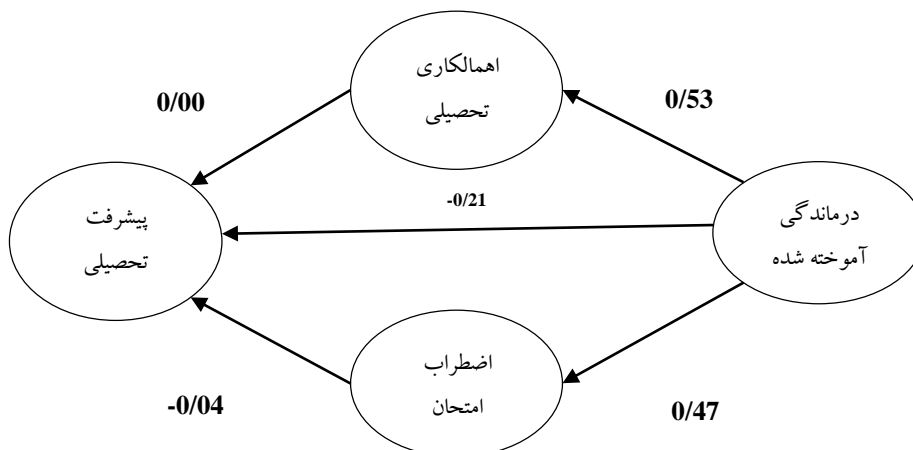 اهمالکاری
تحصیلی
0/00
0/53
-0/21
درماندگی
آموخته شده
پیشرفت
تحصیلی
اضطراب
امتحان
-0/04
0/47